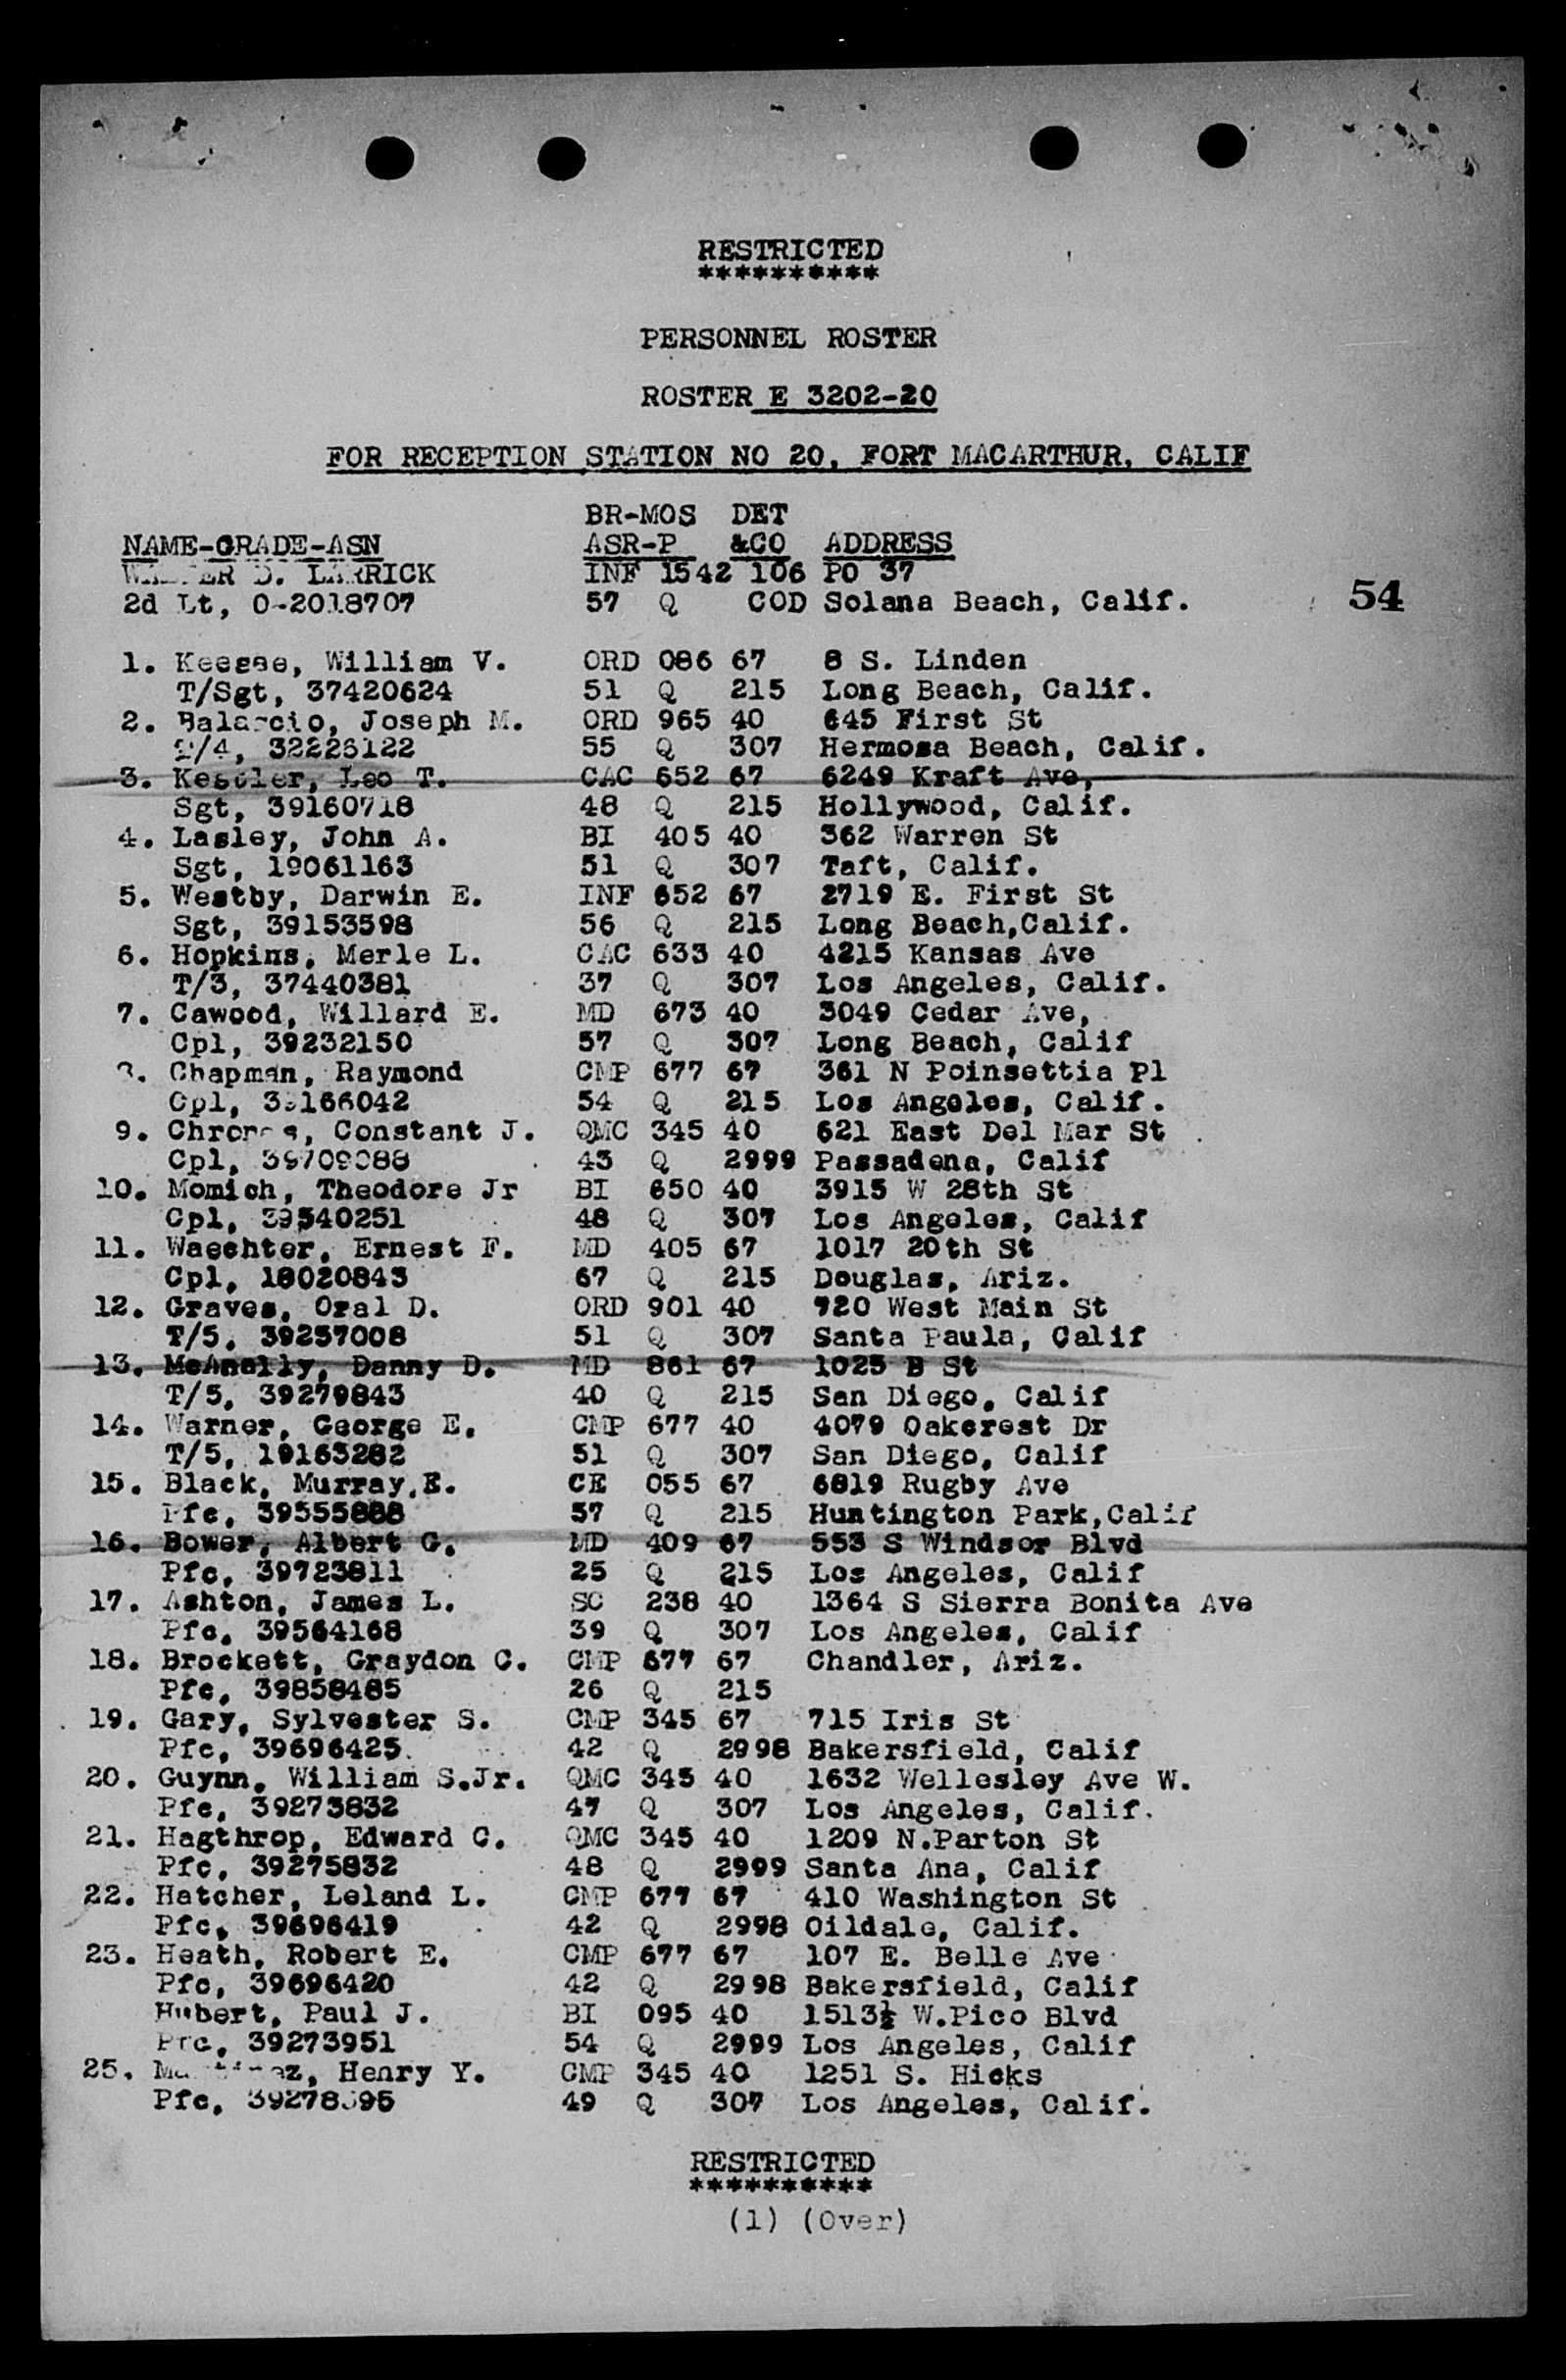 RESTRICTED
**********
PERSONNEL ROSTER
ROSTER E 3202-20
FOR RECEPTION STATION NO 20, FORT MACARTHUR, CALIF
BR-MOS DET
NAME-GRADE-ASN ASR-P &CO ADDRESS
D. LARRICK INF 1542 106 PO 37
2d Lt, O-2018707 57 Q COD Solana Beach, Calif. 54
1. Keesee, William V. ORD 086 67 8 S. Linden
T/Sgt, 37420624 51 Q 215 Long Beach, Calif.
2. Joseph M. ORD 965 40 645 First St
32226122 55 Q 307 Hermosa Beach, Calif.
3. Kessler, Leo T. CAC 652 67 6249 Kraft Ave,
Sgt, 39160718 48 Q 215 Hollywood, Calif.
4. Lasley, John A. BI 405 40 362 Warren St
Sgt, 19061163 51 Q 307 Taft, Calif.
5. Westby, Darwin E. INF 652 67 2719 E. First St
Sgt, 39153598 56 Q 215 Long Beach,Calif.
6. Hopkins, Merle L. CAC 633 40 4215 Kansas Ave
T/3, 37440381 37 Q 307 Los Angeles, Calif.
7. Cawood, Willard E. MD 673 40 3049 Cedar Ave,
Cpl, 39232150 57 Q 307 Long Beach, Calif
Chapman, Raymond CMP 677 67 361 N Poinsettia Pl
Cpl, 54 Q 215 Los Angeles, Calif.
9. Constant J. QMC 345 40 621 East Del Mar St
Cpl, 43 Q 2999 Passadena, Calif
10. Momich, Theodore Jr BI 650 40 3915 W 28th St
Cpl, 39540251 48 Q 307 Los Angeles, Calif
11. Waechter, Ernest F. MD 405 67 1017 20th St
Cpl, 18020843 67 Q 215 Douglas, Ariz.
12. Graves, Oral D. ORD 901 40 720 West Main St
T/5, 39257008 51 Q 307 Santa Paula, Calif
13. McAnally, Danny D. MD 861 67 1025 B St
T/5, 39279843 40 Q 215 San Diego, Calif
14. Warner, George E. CMP 677 40 4079 Oakcrest Dr
T/5, 19163282 51 Q 307 San Diego, Calif
15. Black, Murray,E. CE 055 67 6819 Rugby Ave
Pfc, 39555888 37 Q 215 Huntington Park,Calif
16. Bower, Albert G. MD 409 67 553 S Windsor Blvd
Pfc, 39723811 25 Q 215 Los Angeles, Calif
17. Ashton, James L. SC 238 40 1364 S Sierra Bonita Ave
Pfc, 39564168 39 Q 307 Los Angeles, Calif
18. Brockett, Graydon C. CMP 677 67 Chandler, Ariz.
Pfc, 39858485 26 Q 215
19. Gary, Sylvester S. CMP 345 67 715 Iris St
Pfc, 39696425 42 Q 2998 Bakersfield, Calif
20. Guynn, William S.Jr. QMC 345 40 1632 Wellesley Ave W.
Pfc, 39273832 47 Q 307 Los Angeles, Calif.
21. Hagthrop, Edward C. QMC 345 40 1209 N.Parton St
Pfc, 39275832 48 Q 2999 Santa Ana, Calif
22. Hatcher, Leland L. CMP 677 67 410 Washington St
Pfc, 39696419 42 Q 2998 Oildale, Calif.
23. Heath, Robert E. CMP 677 67 107 E. Belle Ave
Pfc, 39696420 42 Q 2998 Bakersfield, Calif
Hubert, Paul J. BI 095 40 1513½ W.Pico Blvd
Pfc, 39273951 54 Q 2999 Los Angeles, Calif
25. Henry Y. CMP 345 40 1251 S. Hicks
Pfc, 49 Q 307 Los Angeles, Calif.
RESTRICTED
**********
(1) (Over)